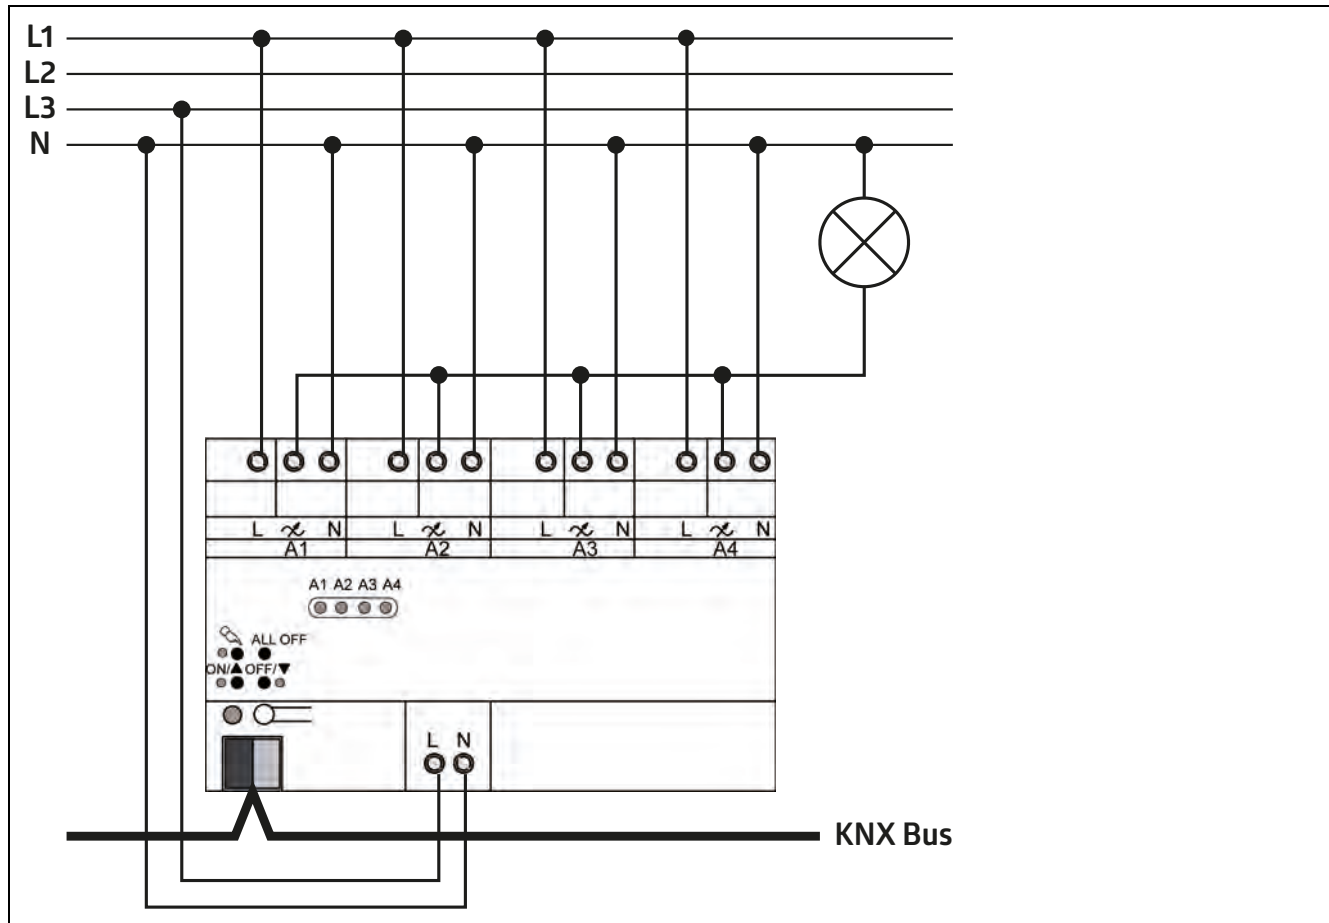 L1
L2
L3
N
L N L N L N L N
A1 A2 A3 A4
A1 A2 A3 A4
ALL OFF
ON/▲ OFF/▼
L N
KNX Bus